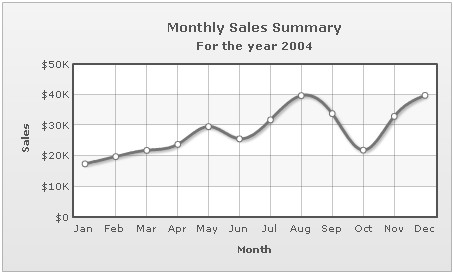 Monthly Sales Summary
For the year 2004
$50K
$40K
$30K
$20K
$10K
$0
Sales
Jan Feb Mar Apr May Jun Jul Aug Sep Oct Nov Dec
Month